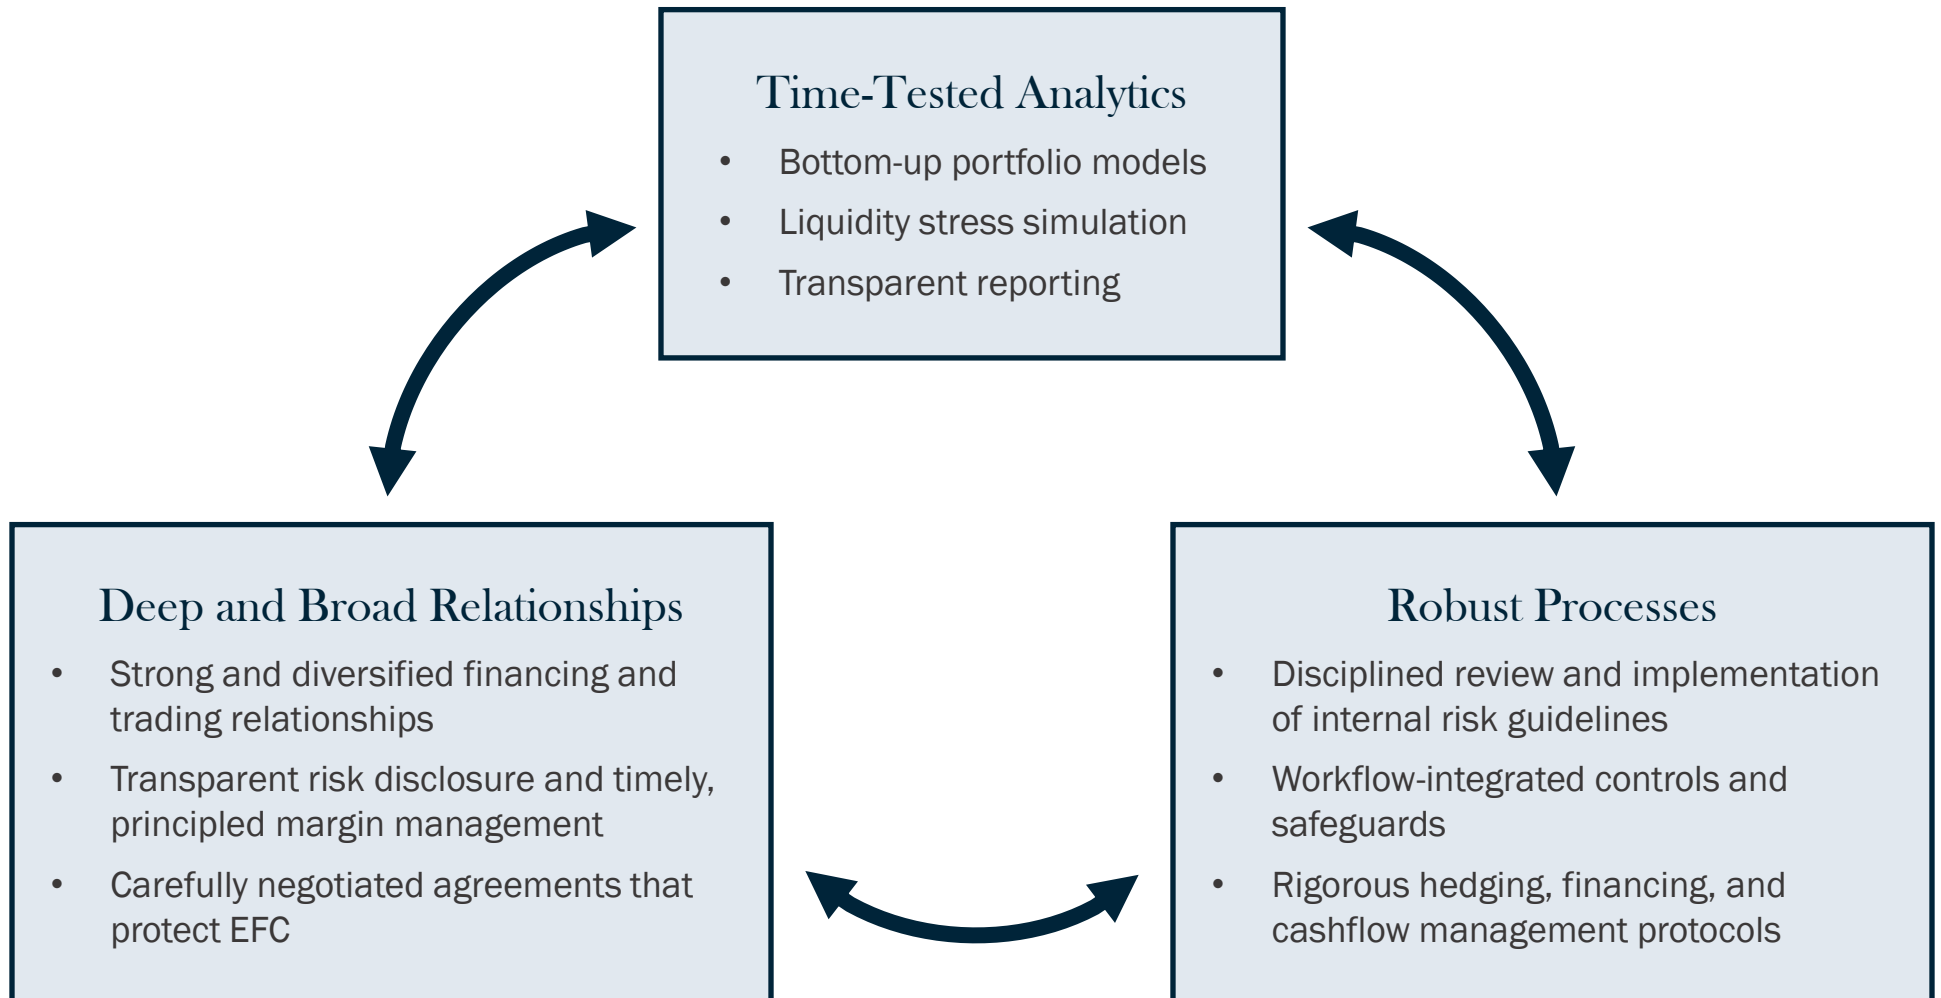 Time-Tested Analytics
• Bottom-up portfolio models
• Liquidity stress simulation
• Transparent reporting
Deep and Broad Relationships
• Strong and diversified financing and
trading relationships
• Transparent risk disclosure and timely,
principled margin management
• Carefully negotiated agreements that
protect EFC
Robust Processes
• Disciplined review and implementation
of internal risk guidelines
• Workflow-integrated controls and
safeguards
• Rigorous hedging, financing, and
cashflow management protocols